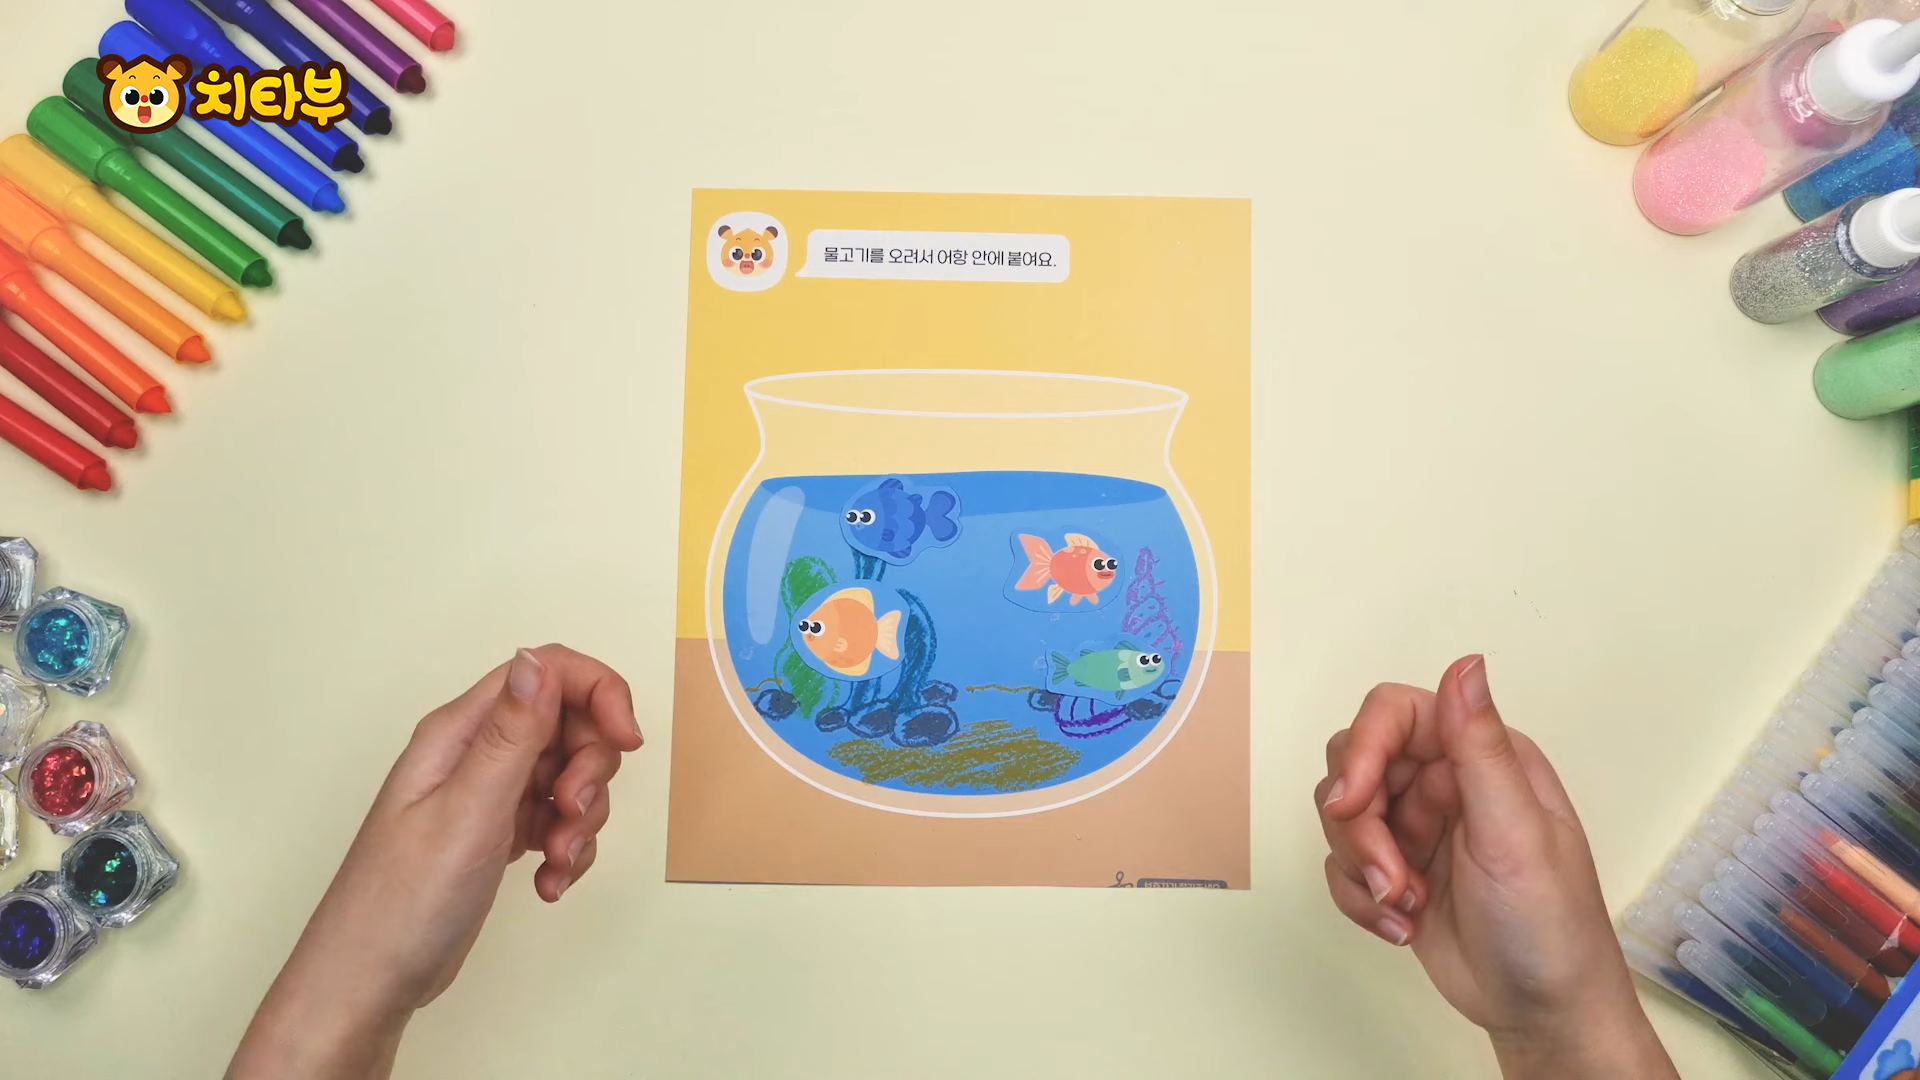 치타부
물고기를 오려서 어항 안에 붙여요.